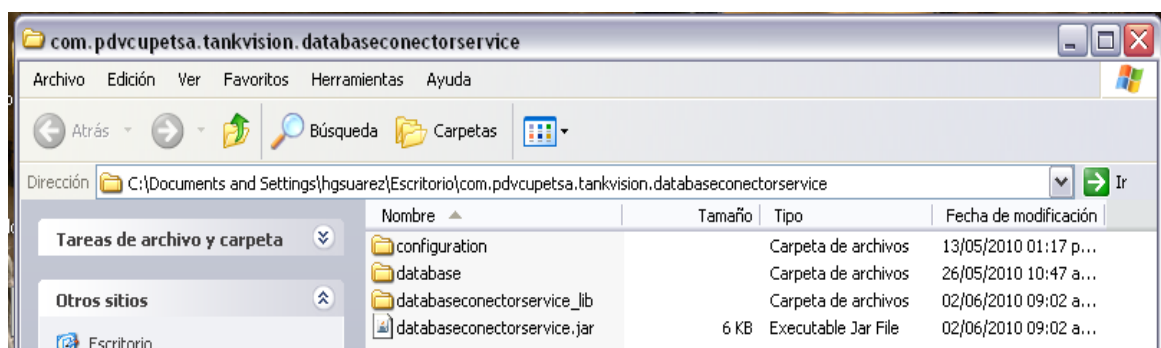 com.pdvcupetsa.tankvision.databaseconectorservice
Archivo Edición Ver Favoritos Herramientas Ayuda
Atrás Búsqueda Carpetas
Dirección C:\Documents and Settings\hgsuarez\Escritorio\com.pdvcupetsa.tankvision.databaseconectorservice Ir
Nombre Tamaño Tipo Fecha de modificación
Tareas de archivo y carpeta
configuration Carpeta de archivos 13/05/2010 01:17 p...
database Carpeta de archivos 26/05/2010 10:47 a...
Otros sitios
databaseconectorservice_lib Carpeta de archivos 02/06/2010 09:02 a...
databaseconectorservice.jar 6 KB Executable Jar File 02/06/2010 09:02 a...
Escritorio